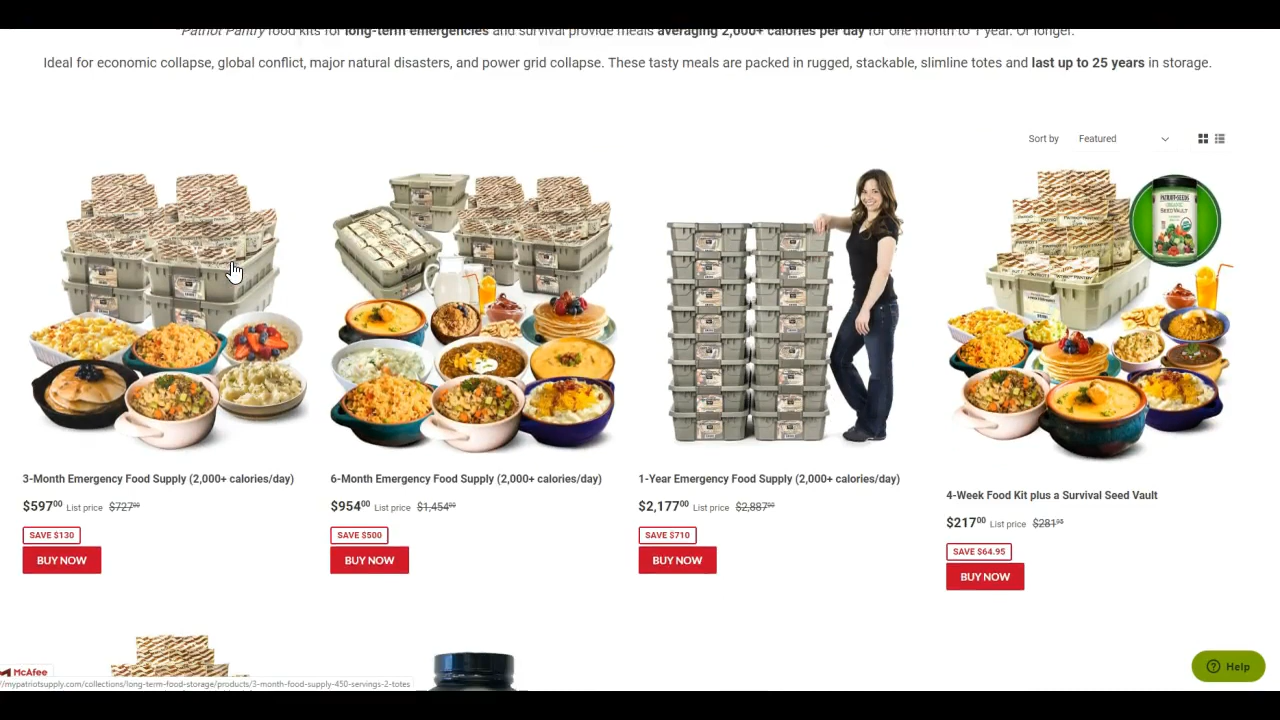 *Patriot Pantry food kits for long-term emergencies and survival provide meals averaging 2,000+ calories per day for one month to 1 year. Or longer.
Ideal for economic collapse, global conflict, major natural disasters, and power grid collapse. These tasty meals are packed in rugged, stackable, slimline totes and last up to 25 years in storage.
Sort by Featured
PATRIOT SEEDS
SEED VAULT
3-Month Emergency Food Supply (2,000+ calories/day)
$597.00 List price $727.00
SAVE $130
BUY NOW
6-Month Emergency Food Supply (2,000+ calories/day)
$954.00 List price $1,454.00
SAVE $500
BUY NOW
1-Year Emergency Food Supply (2,000+ calories/day)
$2,177.00 List price $2,887.00
SAVE $710
BUY NOW
4-Week Food Kit plus a Survival Seed Vault
$217.00 List price $281.95
SAVE $64.95
BUY NOW
McAfee
//mypatriotsupply.com/collections/long-term-food-storage/products/3-month-food-supply-450-servings-2-totes
Help